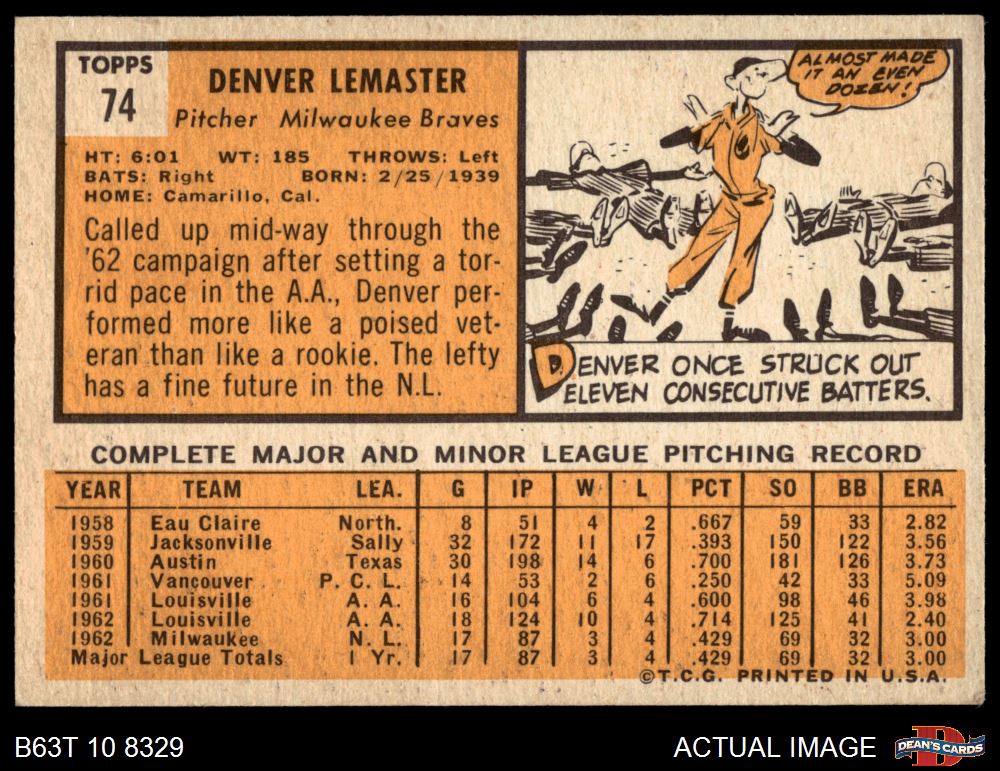 TOPPS
74
DENVER LEMASTER
Pitcher Milwaukee Braves
HT: 6:01 WT: 185 THROWS: Left
BATS: Right BORN: 2/25/1939
HOME: Camarillo, Cal.
Called up mid-way through the
'62 campaign after setting a tor-
rid pace in the A.A., Denver per-
formed more like a poised vet-
eran than like a rookie. The lefty
has a fine future in the N.L.
ALMOST MADE
IT AN EVEN
DOZEN!
DENVER ONCE STRUCK OUT
ELEVEN CONSECUTIVE BATTERS.
COMPLETE MAJOR AND MINOR LEAGUE PITCHING RECORD
YEAR TEAM LEA. G IP W L PCT SO BB ERA
1958 Eau Claire North. 8 51 4 2 .667 59 33 2.82
1959 Jacksonville Sally 32 172 11 17 .393 150 122 3.56
1960 Austin Texas 30 198 14 6 .700 181 126 3.73
1961 Vancouver P. C. L. 14 53 2 6 .250 42 33 5.09
1961 Louisville A. A. 16 104 6 4 .600 98 46 3.98
1962 Louisville A. A. 18 124 10 4 .714 125 41 2.40
1962 Milwaukee N. L. 17 87 3 4 .429 69 32 3.00
Major League Totals 1 Yr. 17 87 3 4 .429 69 32 3.00
©T.C.G. PRINTED IN U.S.A.
B63T 10 8329
ACTUAL IMAGE
DEAN'S CARDS